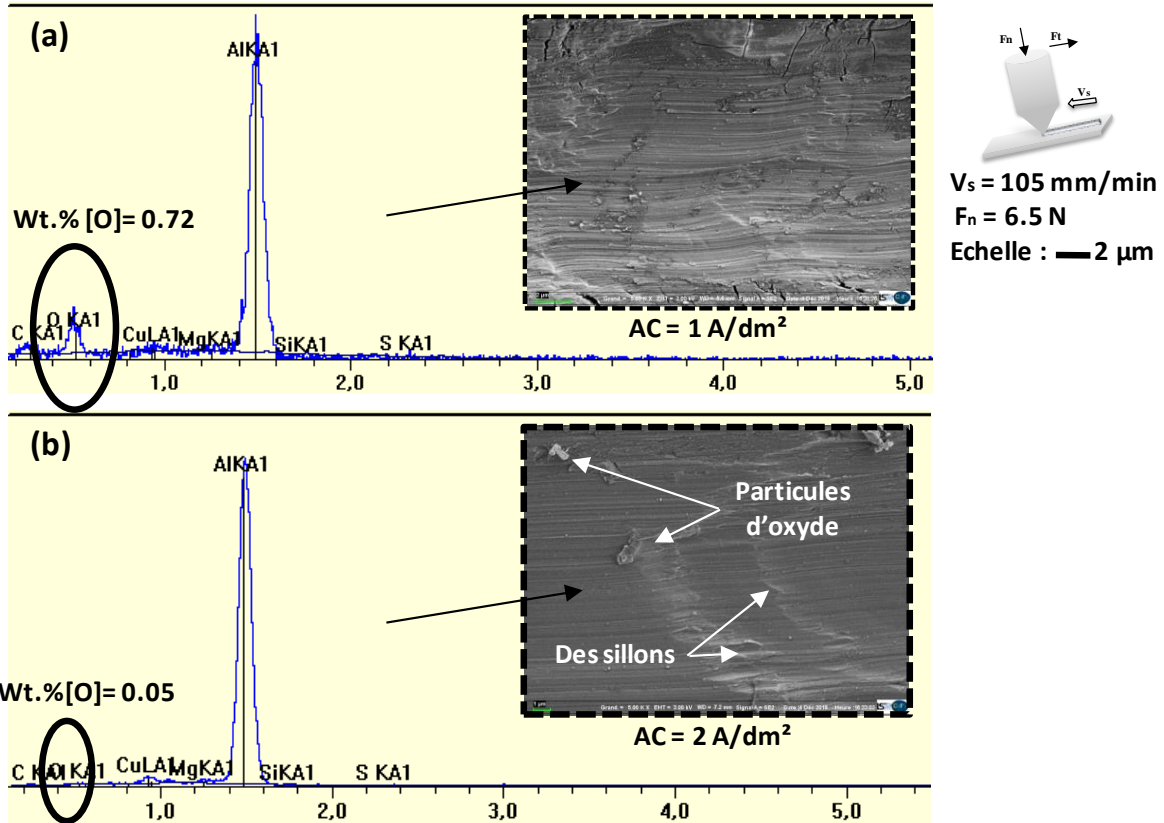 (a)
AlKA1
Wt.% [O]= 0.72
C KA1
O KA1
CuLA1
MgKA1
SiKA1
S KA1
1,0
2,0
3,0
4,0
5,0
AC = 1 A/dm²
Fn
Ft
Vs
Vs = 105 mm/min
Fn = 6.5 N
Echelle : 2 µm
(b)
AlKA1
Wt.%[O]= 0.05
C KA1
O KA1
CuLA1
MgKA1
SiKA1
S KA1
1,0
2,0
3,0
4,0
5,0
Particules
d'oxyde
Des sillons
AC = 2 A/dm²